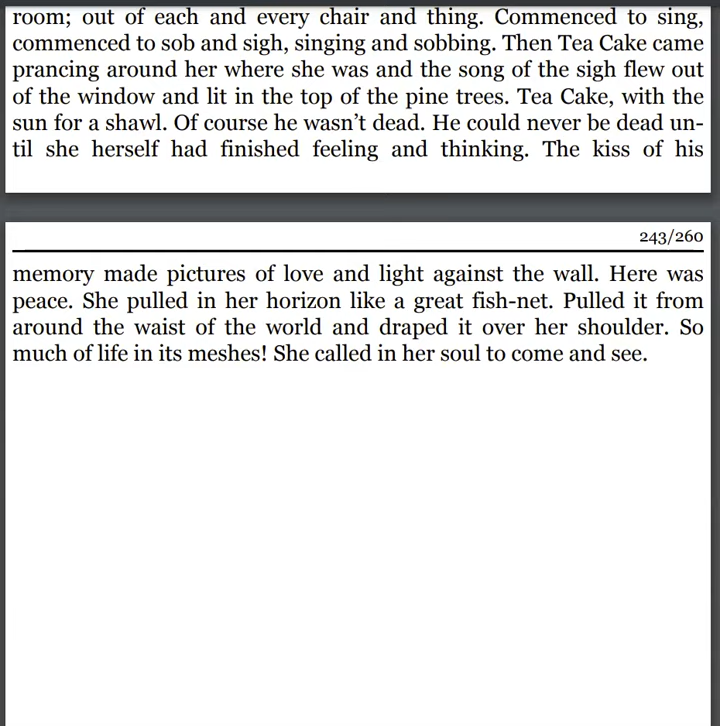 room; out of each and every chair and thing. Commenced to sing,
commenced to sob and sigh, singing and sobbing. Then Tea Cake came
prancing around her where she was and the song of the sigh flew out
of the window and lit in the top of the pine trees. Tea Cake, with the
sun for a shawl. Of course he wasn’t dead. He could never be dead un-
til she herself had finished feeling and thinking. The kiss of his
243/260
memory made pictures of love and light against the wall. Here was
peace. She pulled in her horizon like a great fish-net. Pulled it from
around the waist of the world and draped it over her shoulder. So
much of life in its meshes! She called in her soul to come and see.